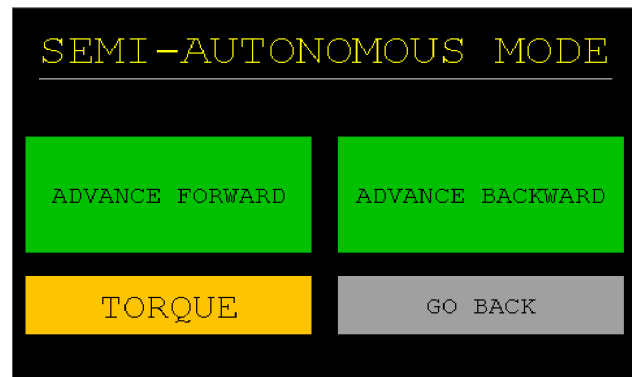 SEMI-AUTONOMOUS MODE
ADVANCE FORWARD
ADVANCE BACKWARD
TORQUE
GO BACK